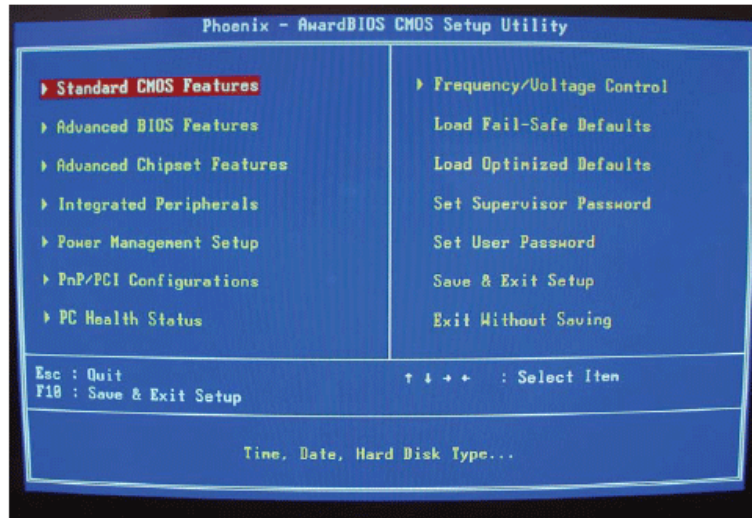 Phoenix - AwardBIOS CMOS Setup Utility
Standard CMOS Features
Advanced BIOS Features
Advanced Chipset Features
Integrated Peripherals
Power Management Setup
PnP/PCI Configurations
PC Health Status
Frequency/Voltage Control
Load Fail-Safe Defaults
Load Optimized Defaults
Set Supervisor Password
Set User Password
Save & Exit Setup
Exit Without Saving
Esc : Quit
F10 : Save & Exit Setup
↑ ↓ → ← : Select Item
Time, Date, Hard Disk Type...